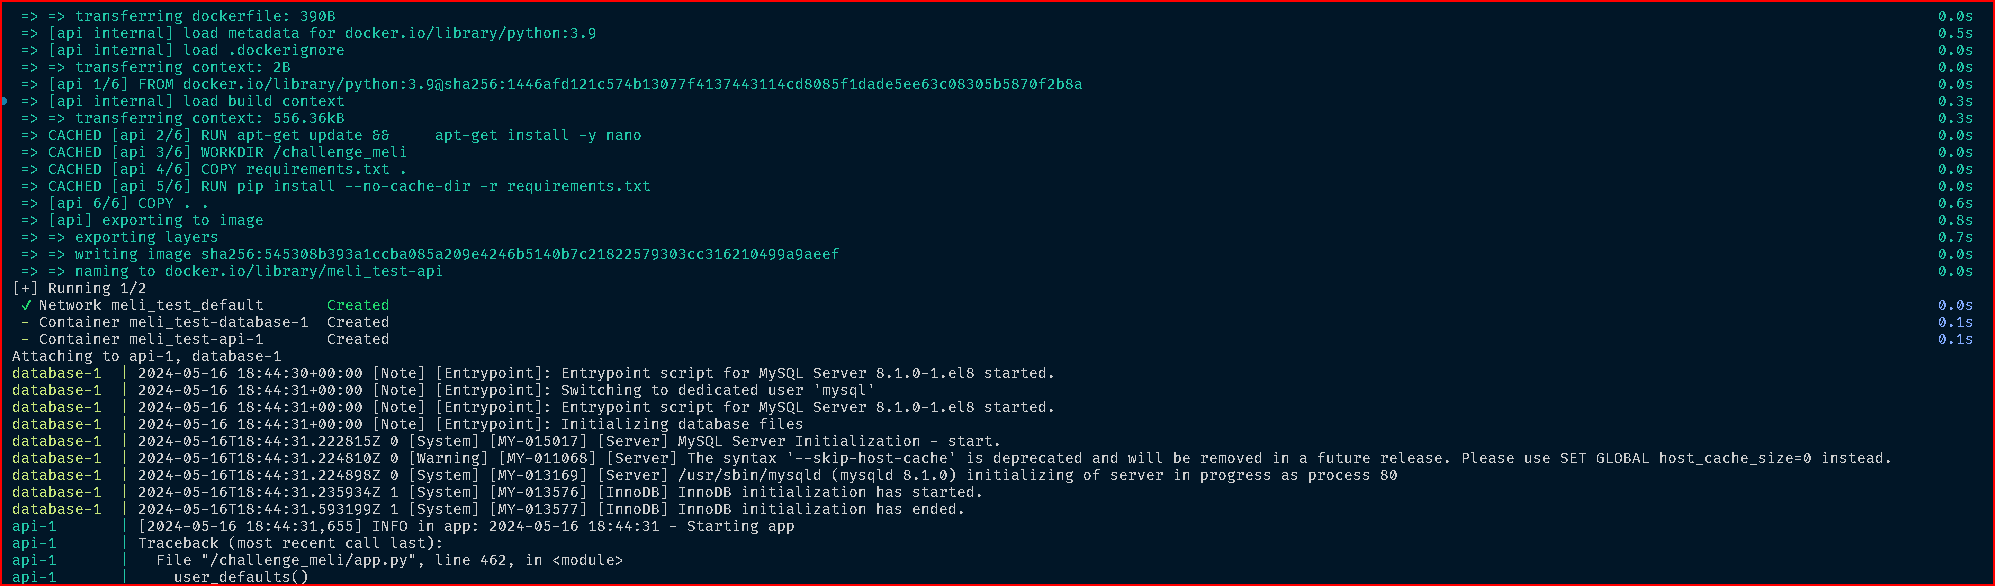 => => transferring dockerfile: 390B 0.0s
=> [api internal] load metadata for docker.io/library/python:3.9 0.5s
=> [api internal] load .dockerignore 0.0s
=> => transferring context: 2B 0.0s
=> [api 1/6] FROM docker.io/library/python:3.9@sha256:1446afd121c574b13077f4137443114cd8085f1dade5ee63c08305b5870f2b8a 0.0s
=> [api internal] load build context 0.3s
=> => transferring context: 556.36kB 0.3s
=> CACHED [api 2/6] RUN apt-get update &&     apt-get install -y nano 0.0s
=> CACHED [api 3/6] WORKDIR /challenge_meli 0.0s
=> CACHED [api 4/6] COPY requirements.txt . 0.0s
=> CACHED [api 5/6] RUN pip install --no-cache-dir -r requirements.txt 0.0s
=> [api 6/6] COPY . . 0.6s
=> [api] exporting to image 0.8s
=> => exporting layers 0.7s
=> => writing image sha256:545308b393a1ccba085a209e4246b5140b7c21822579303cc316210499a9aeef 0.0s
=> => naming to docker.io/library/meli_test-api 0.0s
[+] Running 1/2
✓ Network meli_test_default       Created 0.0s
- Container meli_test-database-1  Created 0.1s
- Container meli_test-api-1       Created 0.1s
Attaching to api-1, database-1
database-1  | 2024-05-16 18:44:30+00:00 [Note] [Entrypoint]: Entrypoint script for MySQL Server 8.1.0-1.el8 started.
database-1  | 2024-05-16 18:44:31+00:00 [Note] [Entrypoint]: Switching to dedicated user 'mysql'
database-1  | 2024-05-16 18:44:31+00:00 [Note] [Entrypoint]: Entrypoint script for MySQL Server 8.1.0-1.el8 started.
database-1  | 2024-05-16 18:44:31+00:00 [Note] [Entrypoint]: Initializing database files
database-1  | 2024-05-16T18:44:31.222815Z 0 [System] [MY-015017] [Server] MySQL Server Initialization - start.
database-1  | 2024-05-16T18:44:31.224810Z 0 [Warning] [MY-011068] [Server] The syntax '--skip-host-cache' is deprecated and will be removed in a future release. Please use SET GLOBAL host_cache_size=0 instead.
database-1  | 2024-05-16T18:44:31.224898Z 0 [System] [MY-013169] [Server] /usr/sbin/mysqld (mysqld 8.1.0) initializing of server in progress as process 80
database-1  | 2024-05-16T18:44:31.235934Z 1 [System] [MY-013576] [InnoDB] InnoDB initialization has started.
database-1  | 2024-05-16T18:44:31.593199Z 1 [System] [MY-013577] [InnoDB] InnoDB initialization has ended.
api-1       | [2024-05-16 18:44:31,655] INFO in app: 2024-05-16 18:44:31 - Starting app
api-1       | Traceback (most recent call last):
api-1       |   File "/challenge_meli/app.py", line 462, in <module>
api-1       |     user_defaults()